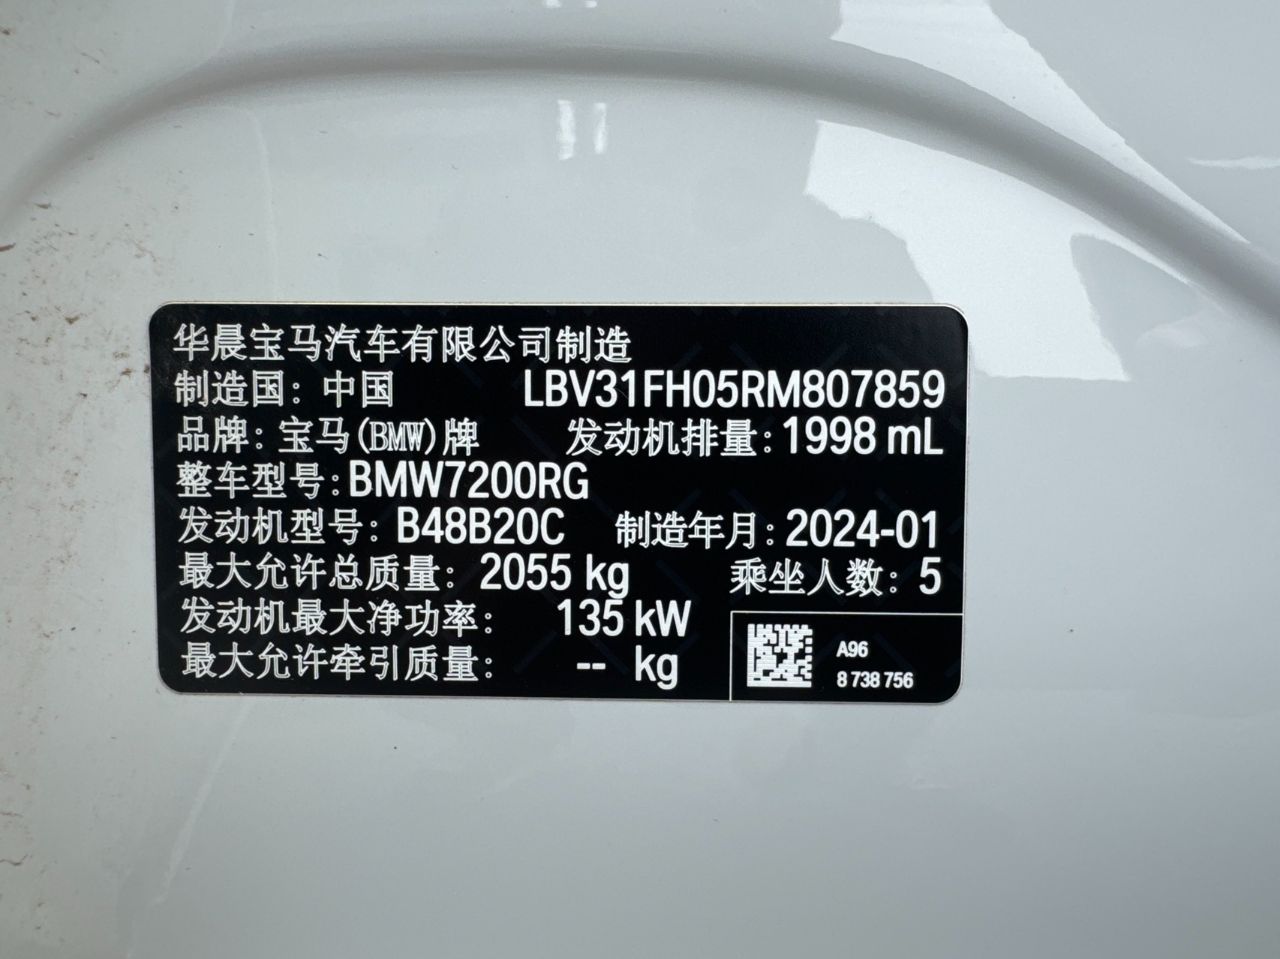 华晨宝马汽车有限公司制造
制造国: 中国 LBV31FH05RM807859
品牌: 宝马(BMW)牌 发动机排量: 1998 mL
整车型号: BMW7200RG
发动机型号: B48B20C 制造年月: 2024-01
最大允许总质量: 2055 kg 乘坐人数: 5
发动机最大净功率: 135 kW
最大允许牵引质量: -- kg
A96
8 738 756